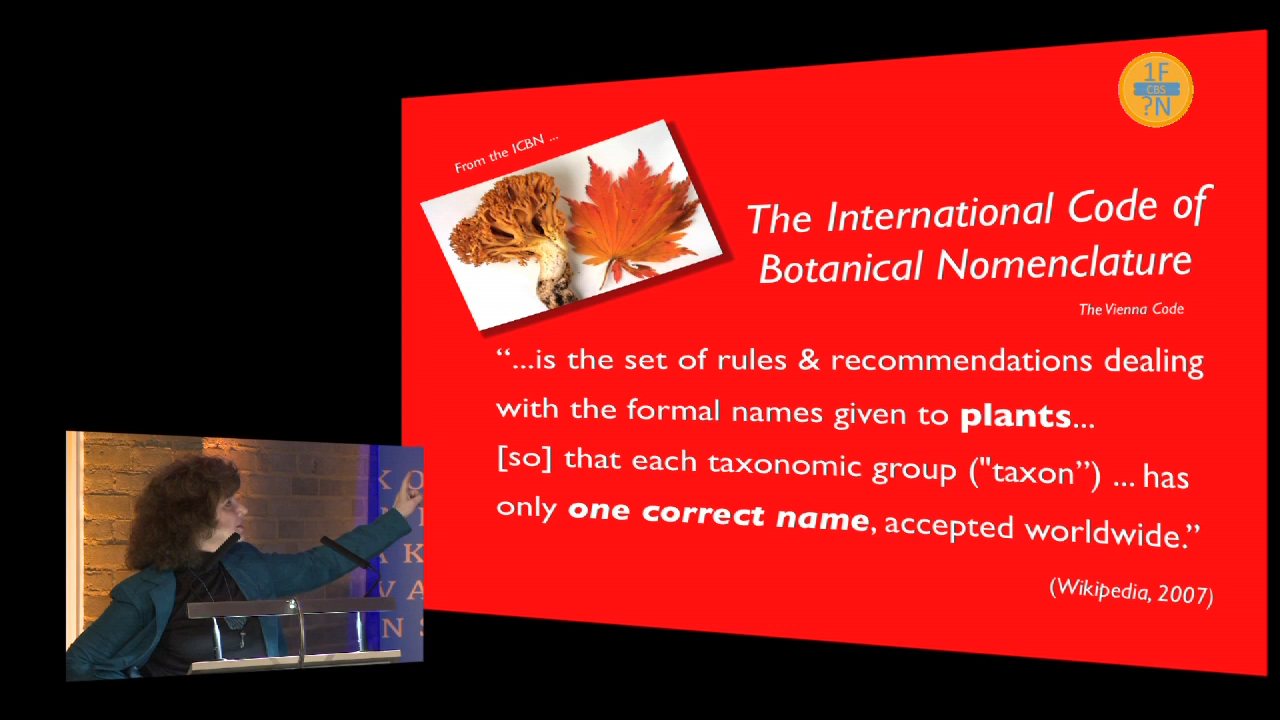 1F
CBS
?N
From the ICBN ...
The International Code of
Botanical Nomenclature
The Vienna Code
“...is the set of rules & recommendations dealing
with the formal names given to plants...
[so] that each taxonomic group ("taxon”) ... has
only one correct name, accepted worldwide.”
(Wikipedia, 2007)
K O
A K
V A
N S